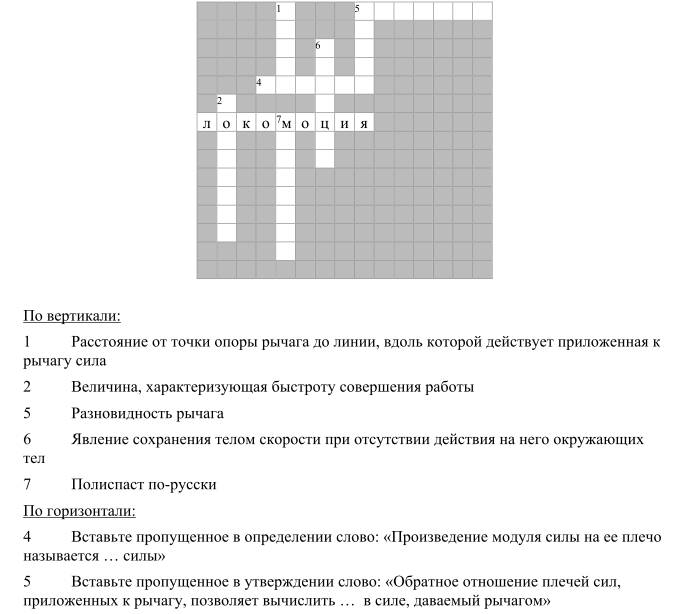 1 5
6
4
2
л о к о 7 м о ц и я
По вертикали:
1 Расстояние от точки опоры рычага до линии, вдоль которой действует приложенная к
рычагу сила
2 Величина, характеризующая быстроту совершения работы
5 Разновидность рычага
6 Явление сохранения телом скорости при отсутствии действия на него окружающих
тел
7 Полиспаст по-русски
По горизонтали:
4 Вставьте пропущенное в определении слово: «Произведение модуля силы на ее плечо
называется … силы»
5 Вставьте пропущенное в утверждении слово: «Обратное отношение плечей сил,
приложенных к рычагу, позволяет вычислить … в силе, даваемый рычагом»